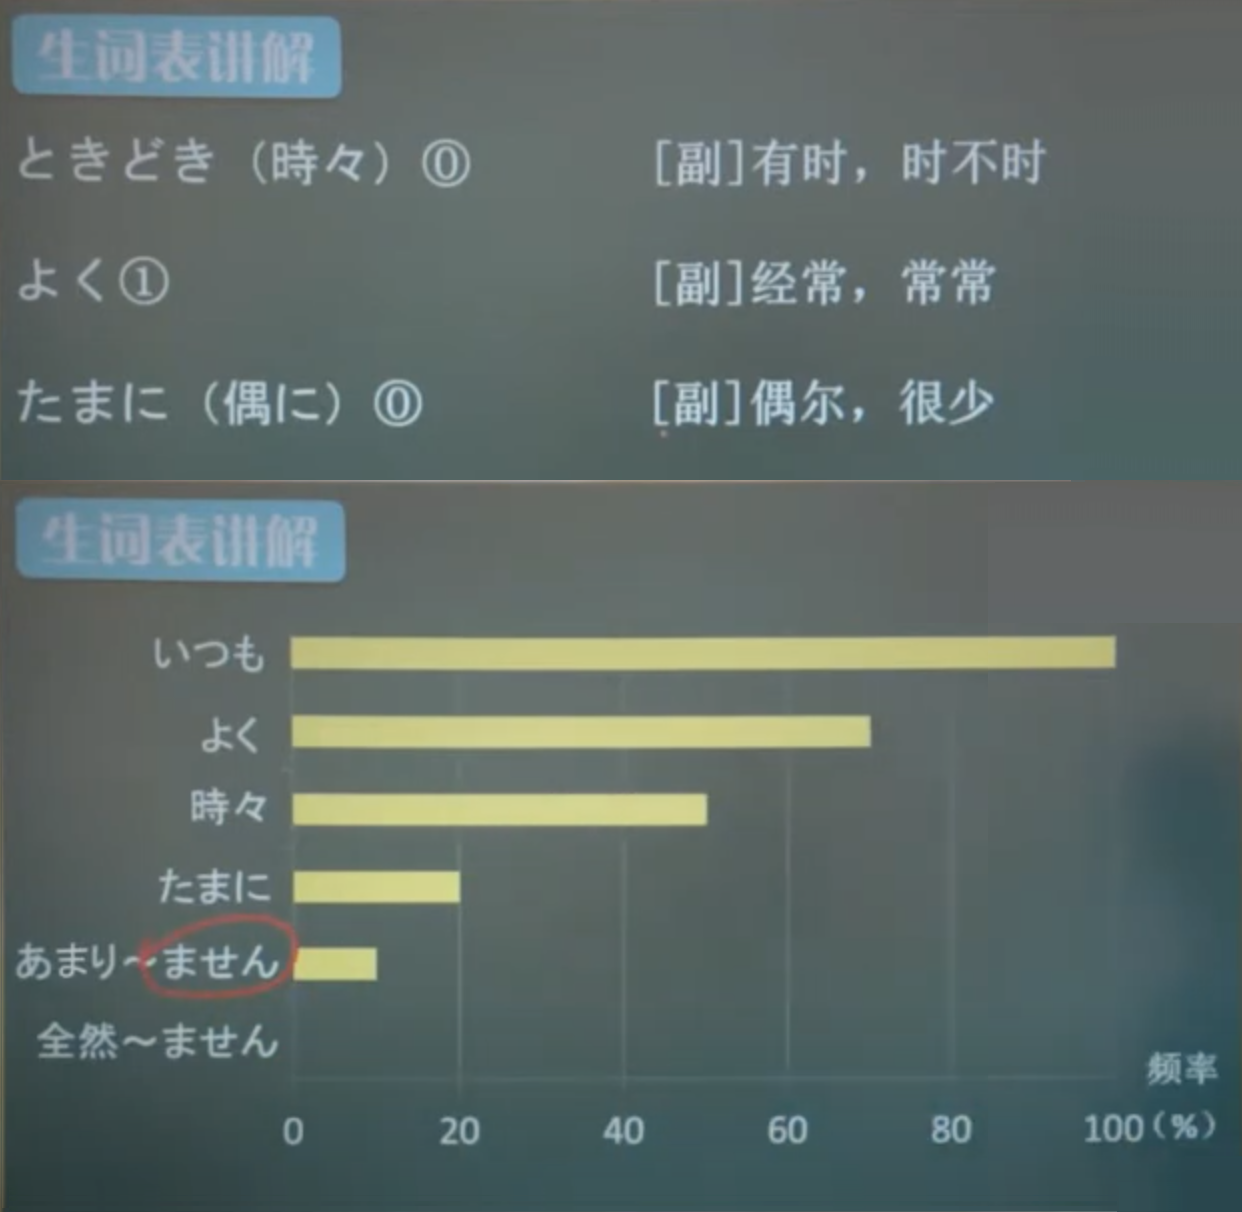 生词表讲解
ときどき（時々）⓪ [副]有时，时不时
よく① [副]经常，常常
たまに（偶に）⓪ [副]偶尔，很少
生词表讲解
いつも
よく
時々
たまに
あまり～ません
全然～ません
频率
0 20 40 60 80 100（%）